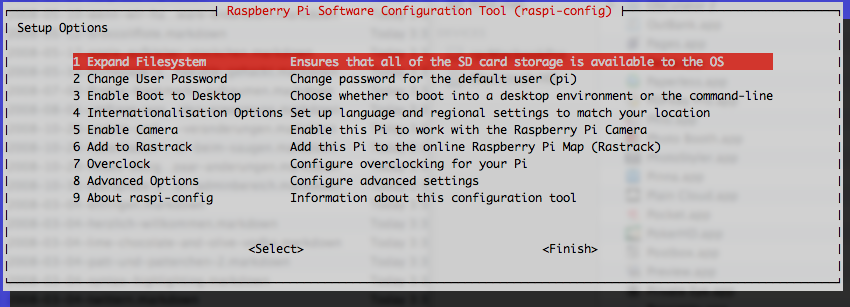 Raspberry Pi Software Configuration Tool (raspi-config)
Setup Options
1 Expand Filesystem Ensures that all of the SD card storage is available to the OS
2 Change User Password Change password for the default user (pi)
3 Enable Boot to Desktop Choose whether to boot into a desktop environment or the command-line
4 Internationalisation Options Set up language and regional settings to match your location
5 Enable Camera Enable this Pi to work with the Raspberry Pi Camera
6 Add to Rastrack Add this Pi to the online Raspberry Pi Map (Rastrack)
7 Overclock Configure overclocking for your Pi
8 Advanced Options Configure advanced settings
9 About raspi-config Information about this configuration tool
<Select> <Finish>